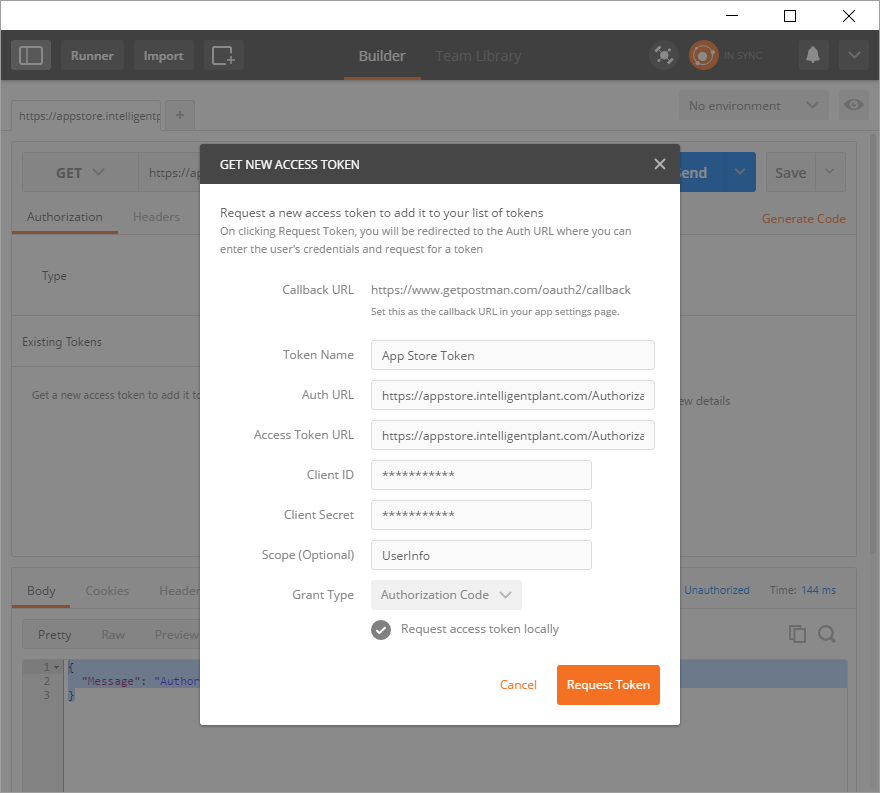 Runner
Import
Builder
Team Library
IN SYNC
https://appstore.intelligentp
+
No environment
GET
https://ap
Send
Save
Authorization
Headers
Generate Code
Type
Existing Tokens
Get a new access token to add it to
view details
GET NEW ACCESS TOKEN
Request a new access token to add it to your list of tokens
On clicking Request Token, you will be redirected to the Auth URL where you can
enter the user's credentials and request for a token
Callback URL
https://www.getpostman.com/oauth2/callback
Set this as the callback URL in your app settings page.
Token Name
App Store Token
Auth URL
https://appstore.intelligentplant.com/Authoriza
Access Token URL
https://appstore.intelligentplant.com/Authoriza
Client ID
***********
Client Secret
***********
Scope (Optional)
UserInfo
Grant Type
Authorization Code
Request access token locally
Cancel
Request Token
Body
Cookies
Header
Unauthorized
Time: 144 ms
Pretty
Raw
Preview
1 {
2 "Message": "Author
3 }